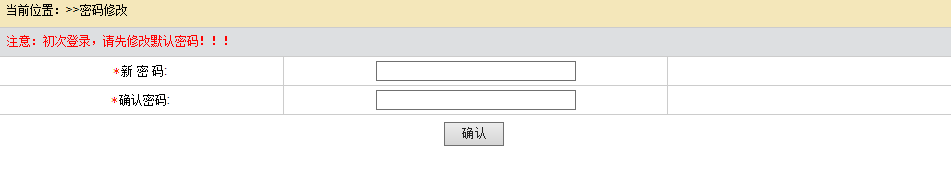 当前位置：>>密码修改
注意：初次登录，请先修改默认密码！！！
*新 密 码:
*确认密码:
确认